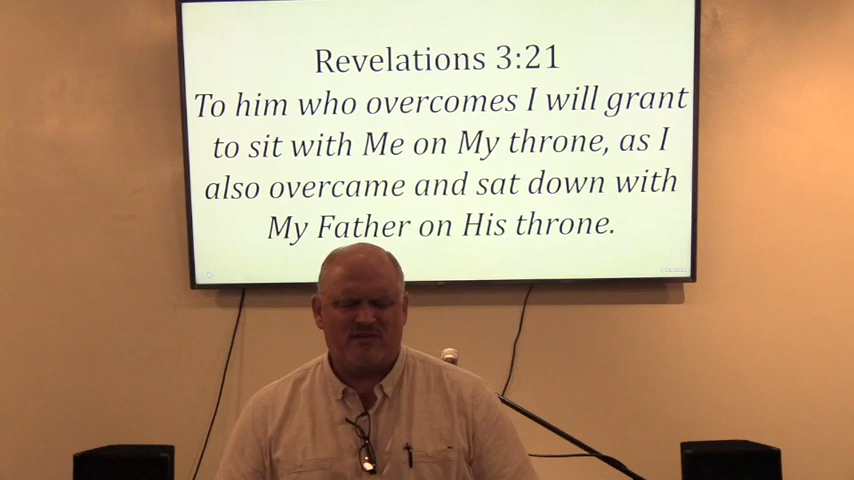 Revelations 3:21
To him who overcomes I will grant
to sit with Me on My throne, as I
also overcame and sat down with
My Father on His throne.